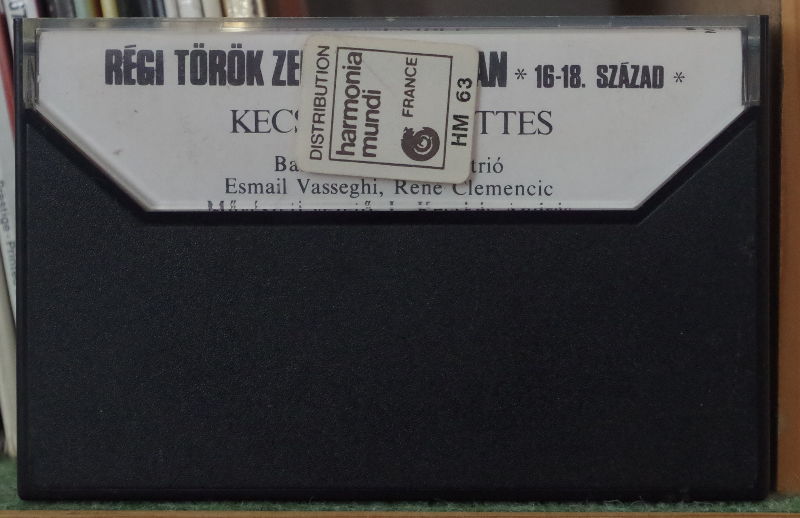 RÉGI TÖRÖK ZE AN * 16-18. SZÁZAD *
KECS TTES
Ba trió
Esmail Vasseghi, René Clemencic
DISTRIBUTION
harmonia
mundi
FRANCE
HM 63
Prestige